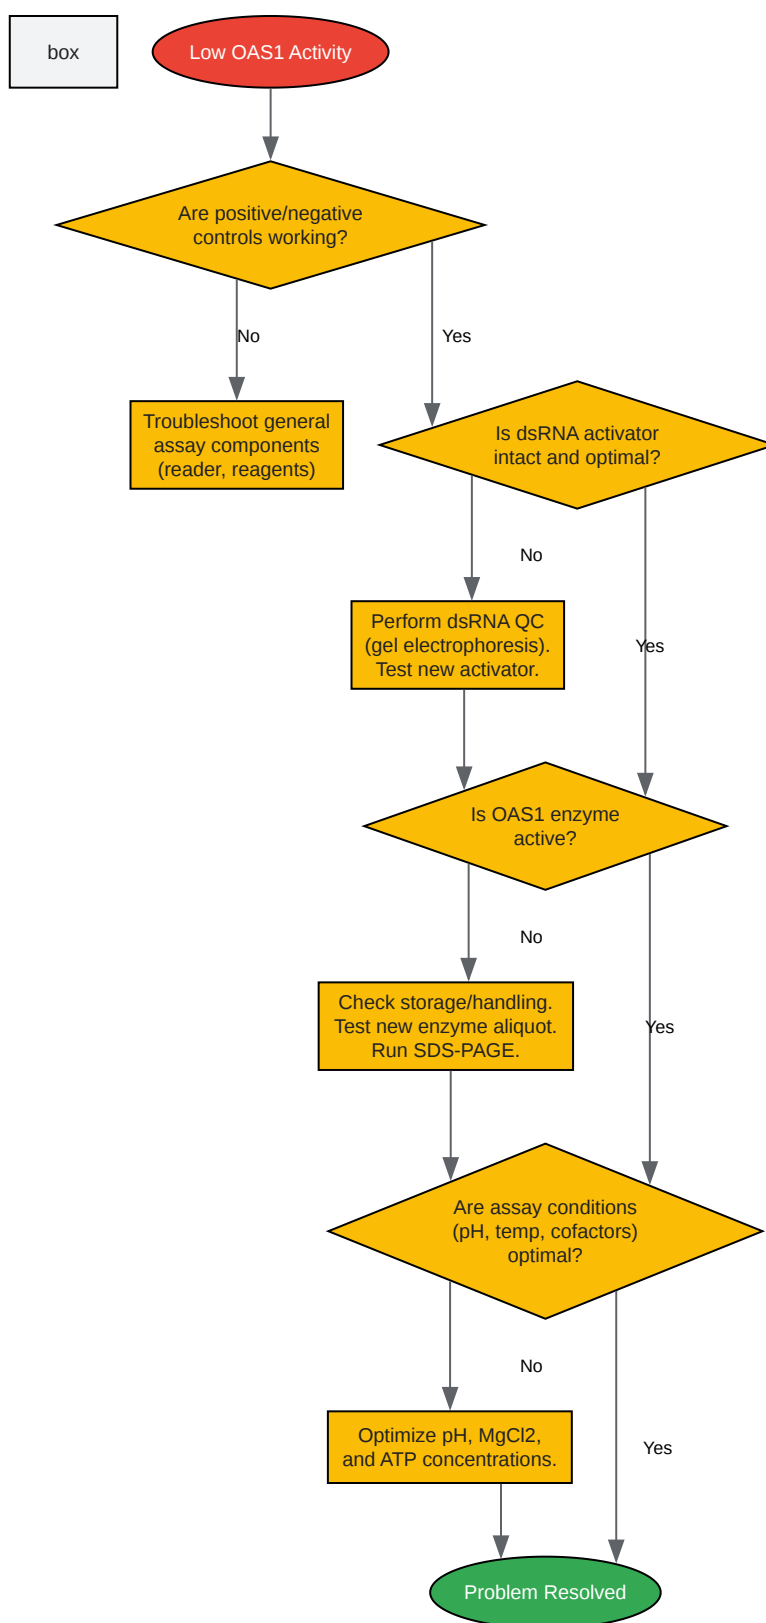 box
Low OAS1 Activity
Are positive/negative
controls working?
No
Yes
Troubleshoot general
assay components
(reader, reagents)
Is dsRNA activator
intact and optimal?
No
Yes
Perform dsRNA QC
(gel electrophoresis).
Test new activator.
Is OAS1 enzyme
active?
No
Yes
Check storage/handling.
Test new enzyme aliquot.
Run SDS-PAGE.
Are assay conditions
(pH, temp, cofactors)
optimal?
No
Yes
Optimize pH, MgCl2,
and ATP concentrations.
Problem Resolved